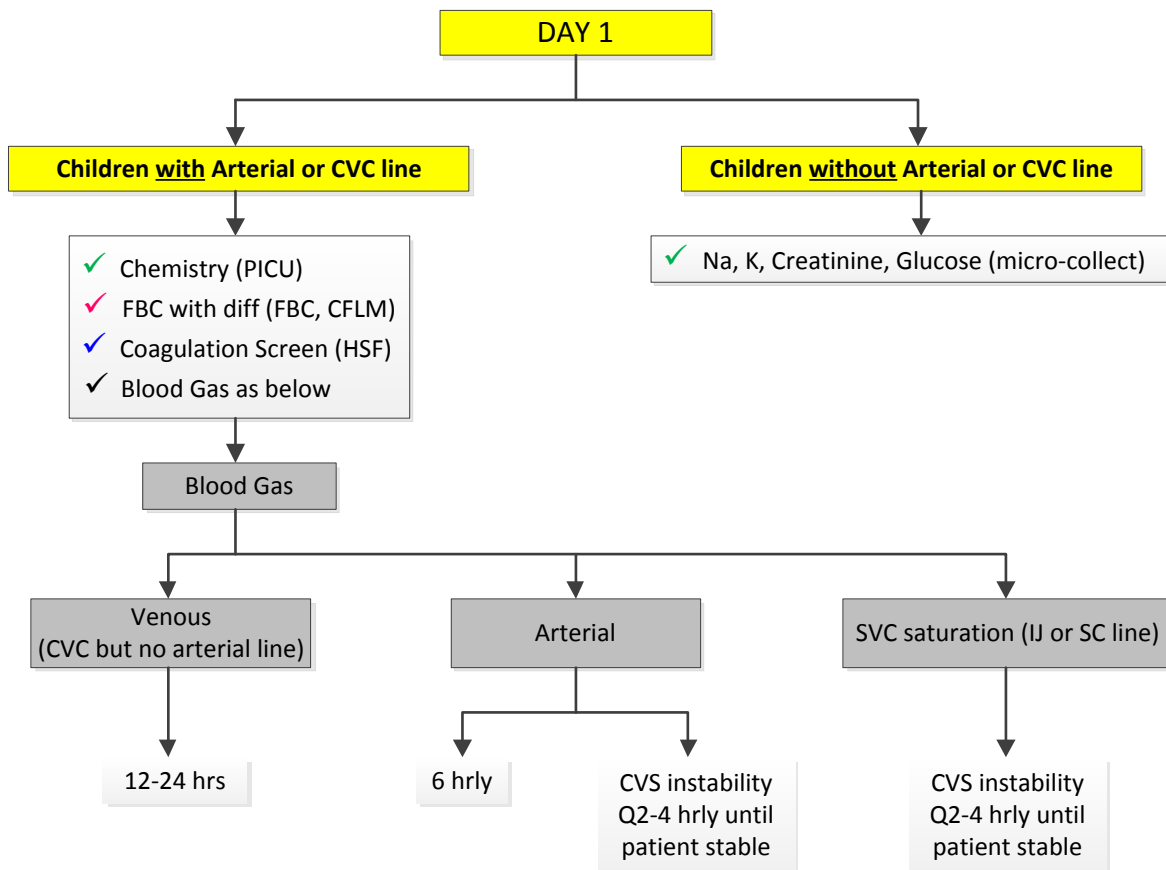 DAY 1
Children with Arterial or CVC line
Children without Arterial or CVC line
✓ Chemistry (PICU)
✓ FBC with diff (FBC, CFLM)
✓ Coagulation Screen (HSF)
✓ Blood Gas as below
✓ Na, K, Creatinine, Glucose (micro-collect)
Blood Gas
Venous
(CVC but no arterial line)
Arterial
SVC saturation (IJ or SC line)
12-24 hrs
6 hrly
CVS instability
Q2-4 hrly until
patient stable
CVS instability
Q2-4 hrly until
patient stable